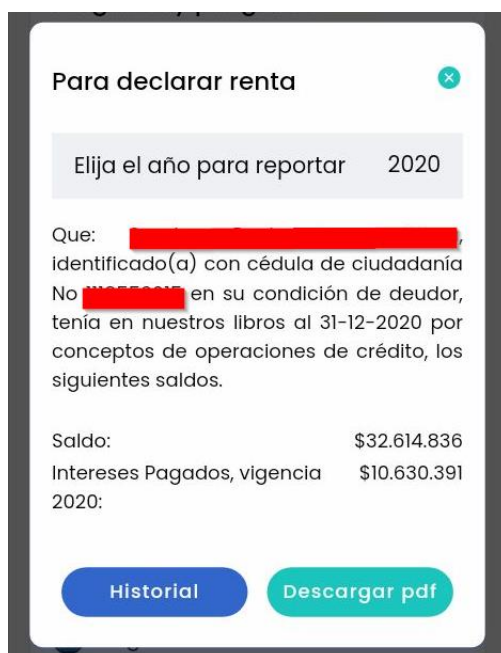 Para declarar renta
Elija el año para reportar 2020
Que: ,
identificado(a) con cédula de ciudadanía
No en su condición de deudor,
tenía en nuestros libros al 31-12-2020 por
conceptos de operaciones de crédito, los
siguientes saldos.
Saldo: $32.614.836
Intereses Pagados, vigencia $10.630.391
2020:
Historial
Descargar pdf